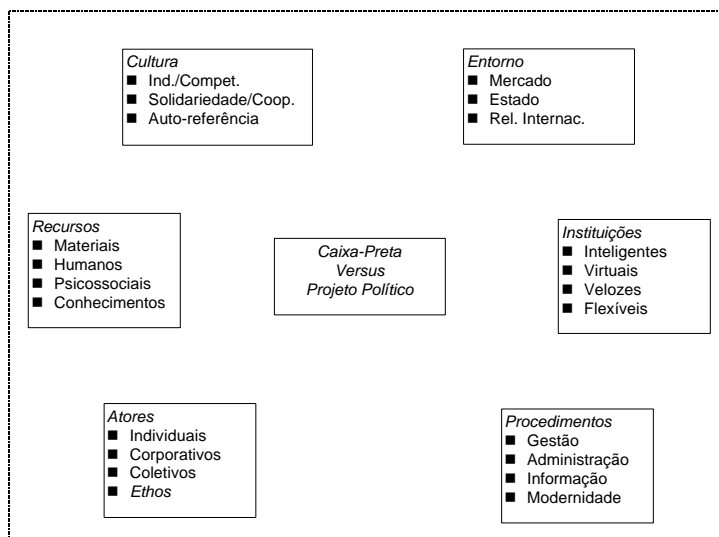 Cultura
■ Ind./Compet.
■ Solidariedade/Coop.
■ Auto-referência
Entorno
■ Mercado
■ Estado
■ Rel. Internac.
Recursos
■ Materiais
■ Humanos
■ Psicossociais
■ Conhecimentos
Caixa-Preta
Versus
Projeto Político
Instituições
■ Inteligentes
■ Virtuais
■ Velozes
■ Flexíveis
Atores
■ Individuais
■ Corporativos
■ Coletivos
■ Ethos
Procedimentos
■ Gestão
■ Administração
■ Informação
■ Modernidade